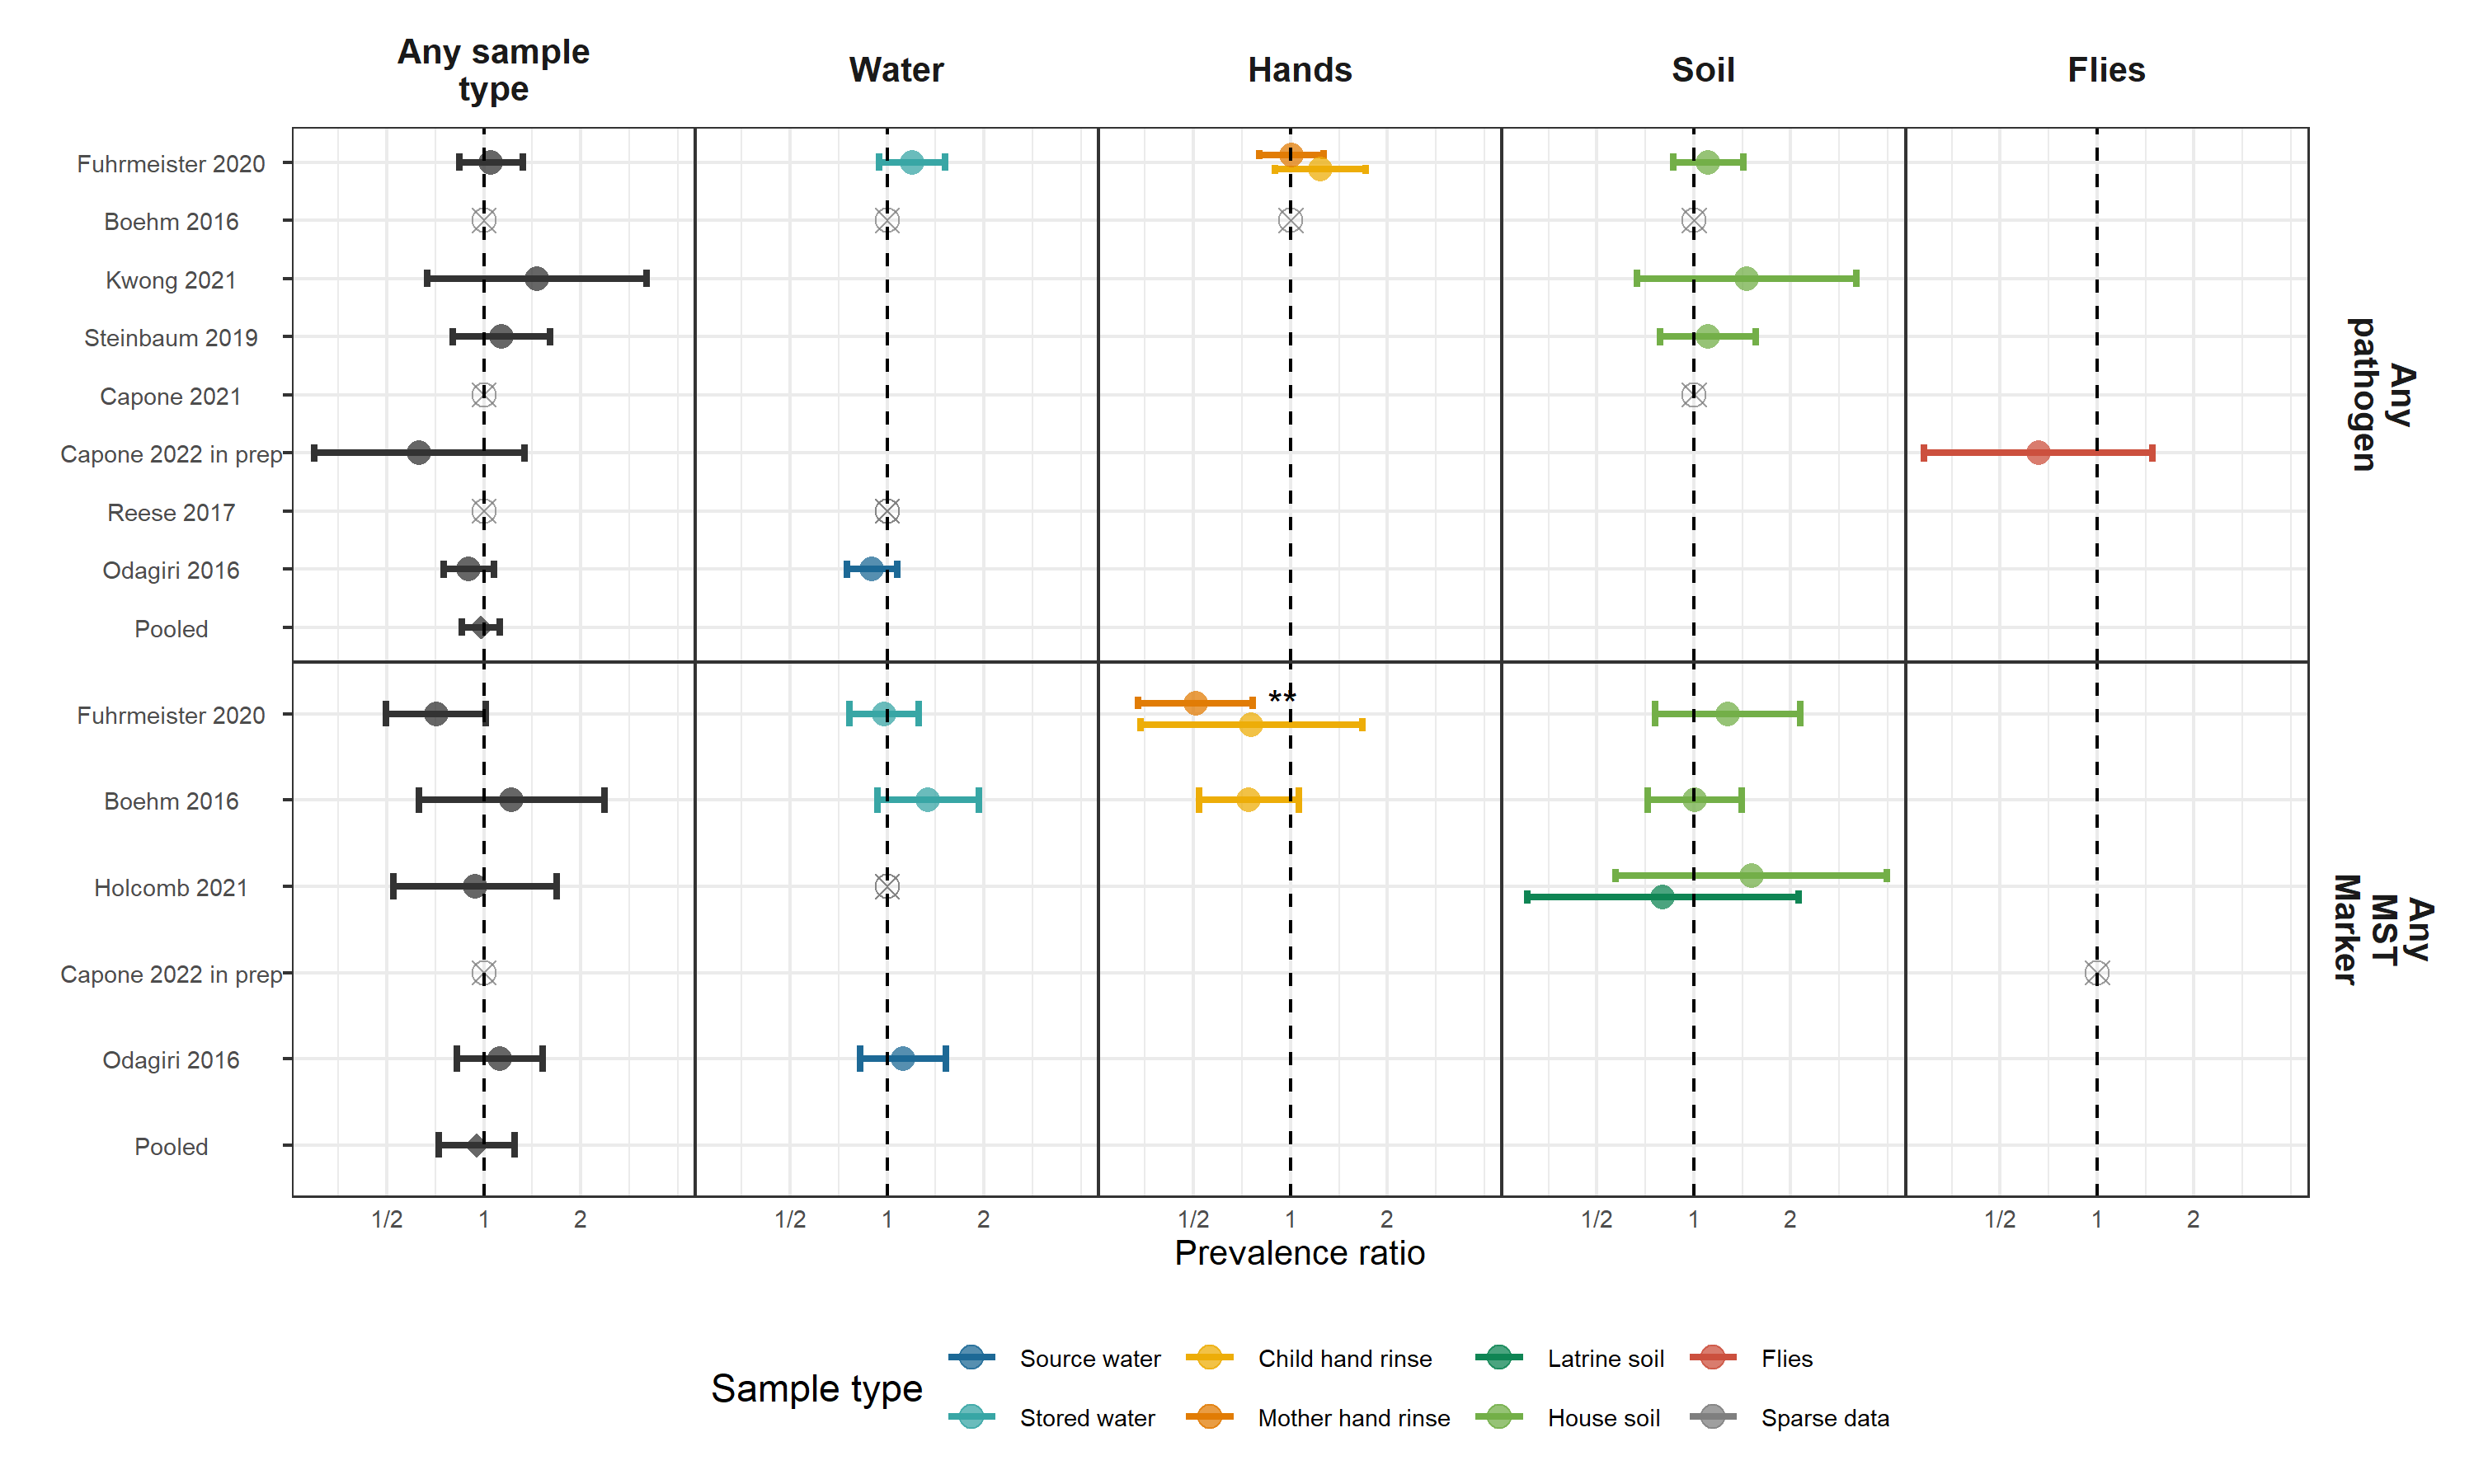 Any sample
type
Water
Hands
Soil
Flies
Fuhrmeister 2020
Boehm 2016
Kwong 2021
Steinbaum 2019
Capone 2021
Capone 2022 in prep
Reese 2017
Odagiri 2016
Pooled
Any
pathogen
Fuhrmeister 2020
**
Boehm 2016
Holcomb 2021
Capone 2022 in prep
Odagiri 2016
Pooled
Any
MST
Marker
1/2 1 2
1/2 1 2
1/2 1 2
1/2 1 2
1/2 1 2
Prevalence ratio
Sample type
Source water
Child hand rinse
Latrine soil
Flies
Stored water
Mother hand rinse
House soil
Sparse data